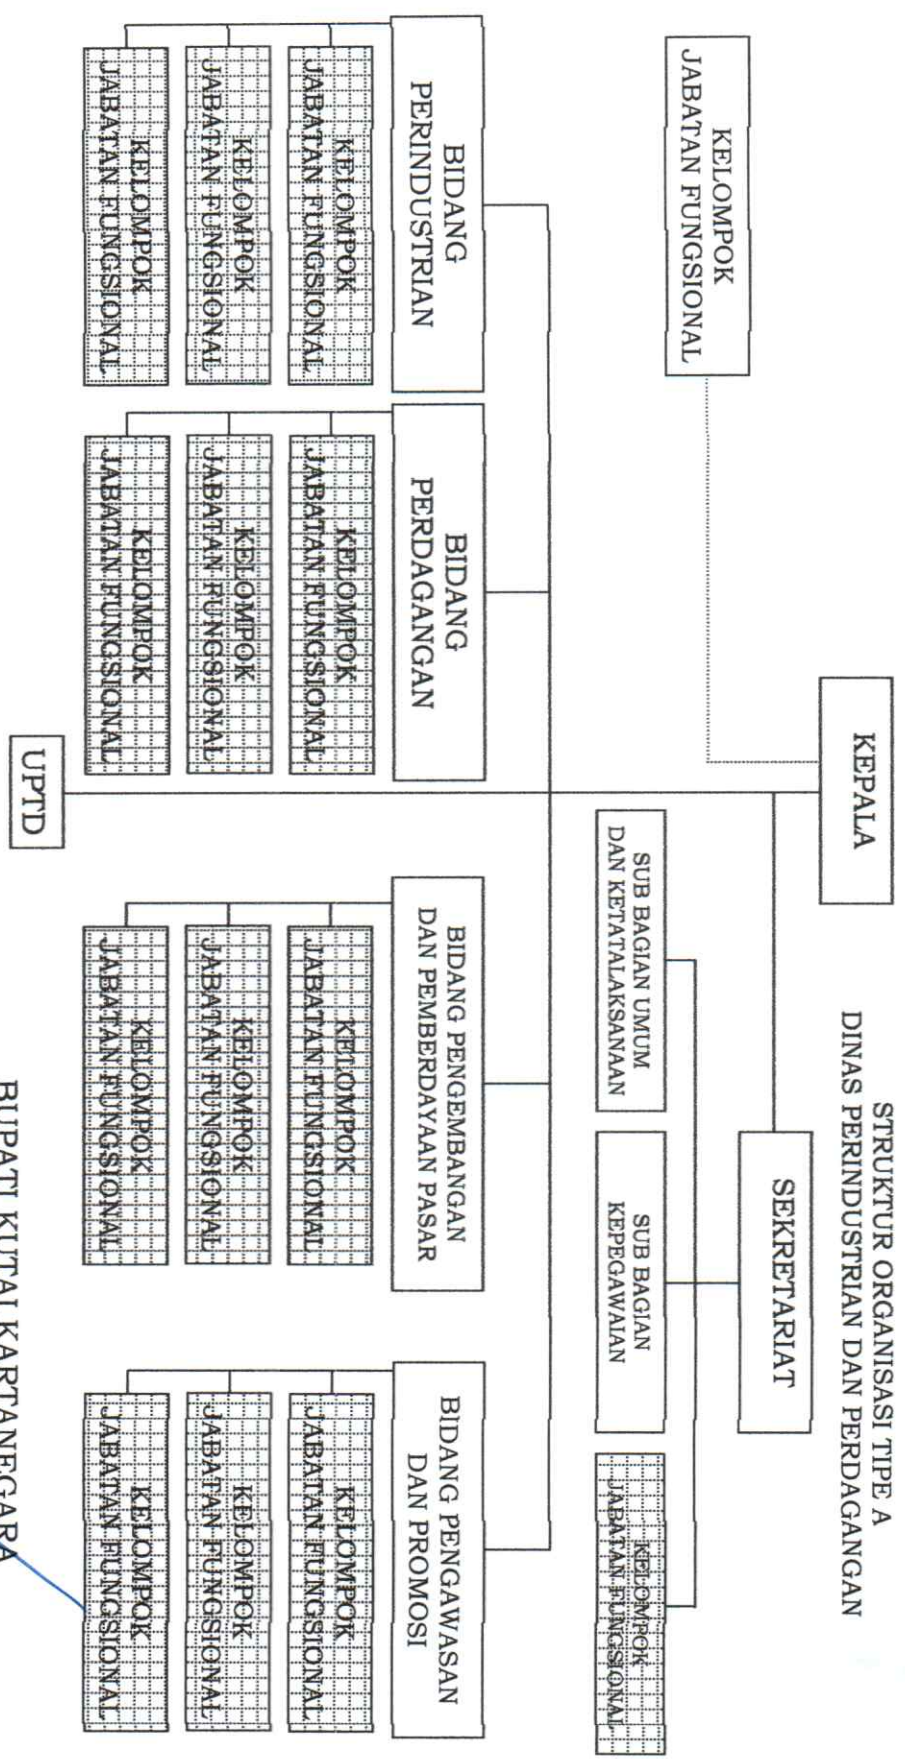 STRUKTUR ORGANISASI TIPE A
DINAS PERINDUSTRIAN DAN PERDAGANGAN
KEPALA
KELOMPOK
JABATAN FUNGSIONAL
SEKRETARIAT
SUB BAGIAN UMUM
DAN KETATALAKSANAAN
SUB BAGIAN
KEPEGAWAIAN
KELOMPOK
JABATAN FUNGSIONAL
BIDANG
PERINDUSTRIAN
KELOMPOK
JABATAN FUNGSIONAL
KELOMPOK
JABATAN FUNGSIONAL
KELOMPOK
JABATAN FUNGSIONAL
BIDANG
PERDAGANGAN
KELOMPOK
JABATAN FUNGSIONAL
KELOMPOK
JABATAN FUNGSIONAL
KELOMPOK
JABATAN FUNGSIONAL
BIDANG PENGEMBANGAN
DAN PEMBERDAYAAN PASAR
KELOMPOK
JABATAN FUNGSIONAL
KELOMPOK
JABATAN FUNGSIONAL
KELOMPOK
JABATAN FUNGSIONAL
BIDANG PENGAWASAN
DAN PROMOSI
KELOMPOK
JABATAN FUNGSIONAL
KELOMPOK
JABATAN FUNGSIONAL
KELOMPOK
JABATAN FUNGSIONAL
UPTD
BUPATI KUTAI KARTANEGARA